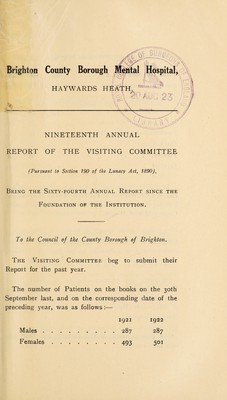 Brighton County Borough Mental Hospital,
HAYWARDS HEATH.
20 AUG 23
NINETEENTH ANNUAL
REPORT OF THE VISITING COMMITTEE
(Pursuant to Section 190 of the Lunacy Act, 1890),
BEING THE SIXTY-FOURTH ANNUAL REPORT SINCE THE
FOUNDATION OF THE INSTITUTION.
To the Council of the County Borough of Brighton.
THE VISITING COMMITTEE beg to submit their
Report for the past year.
The number of Patients on the books on the 30th
September last, and on the corresponding date of the
preceding year, was as follows :—
1921 1922
Males . . . . . . . . . 287 287
Females . . . . . . . . 493 501